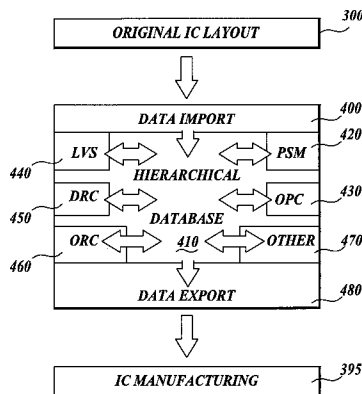 ORIGINAL IC LAYOUT
300
400
DATA IMPORT
420
LVS
PSM
440
HIERARCHICAL
DRC
OPC
430
450
DATABASE
ORC
410
OTHER
470
460
DATA EXPORT
480
IC MANUFACTURING
395